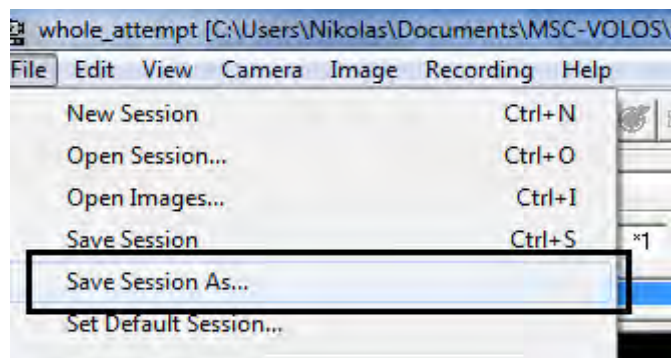 whole_attempt [C:\Users\Nikolas\Documents\MSC-VOLOS\
File Edit View Camera Image Recording Help
New Session Ctrl+N
Open Session... Ctrl+O
Open Images... Ctrl+I
Save Session Ctrl+S
×1
Save Session As...
Set Default Session...